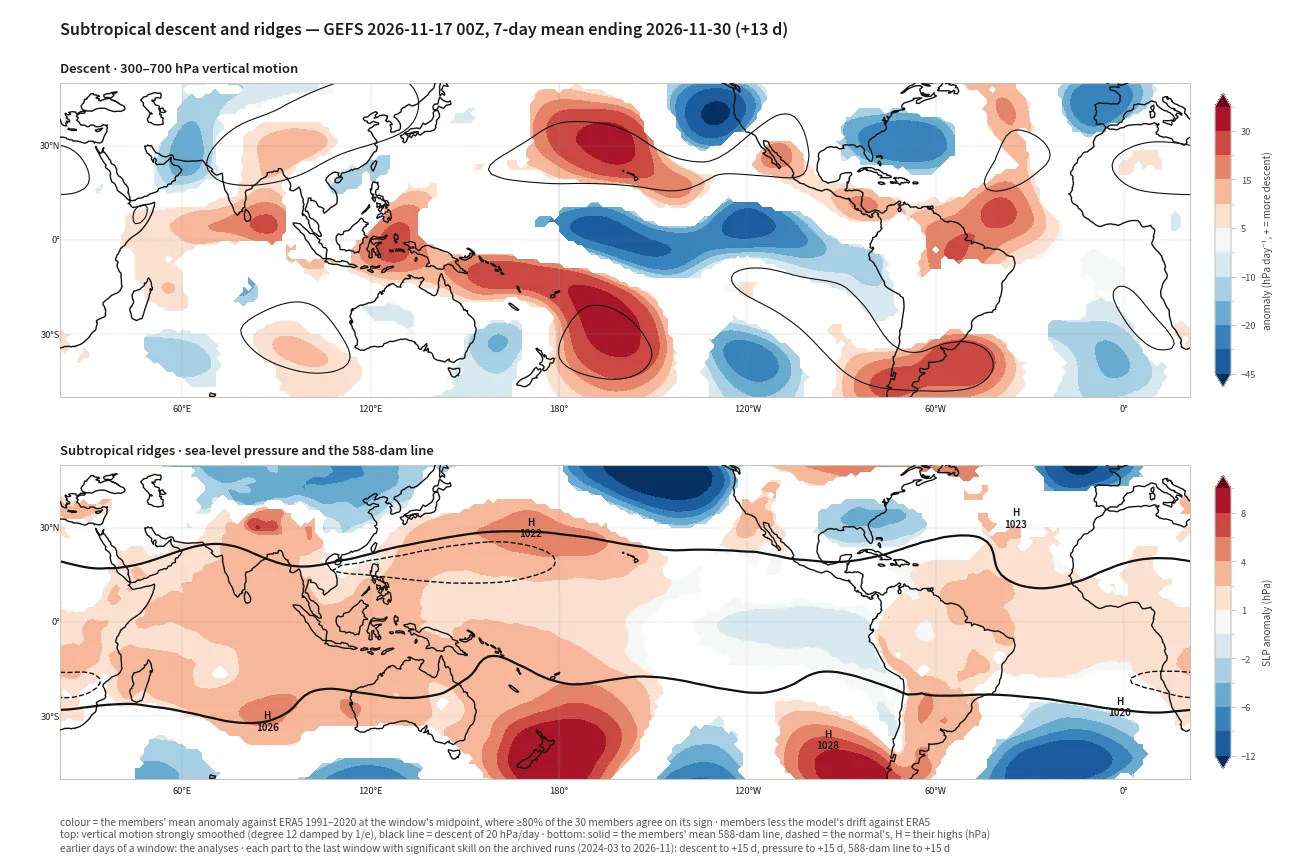 Subtropical descent and ridges — GEFS 2026-11-17 00Z, 7-day mean ending 2026-11-30 (+13 d)
Descent · 300–700 hPa vertical motion
30°N
0°
30°S
60°E
120°E
180°
120°W
60°W
0°
30
15
5
−10
−20
−45
anomaly (hPa day⁻¹, + = more descent)
Subtropical ridges · sea-level pressure and the 588-dam line
H
1022
H
1023
H
1026
H
1028
H
1020
30°N
0°
30°S
60°E
120°E
180°
120°W
60°W
0°
8
4
1
−2
−6
−12
SLP anomaly (hPa)
colour = the members' mean anomaly against ERA5 1991–2020 at the window's midpoint, where ≥80% of the 30 members agree on its sign · members less the model's drift against ERA5
top: vertical motion strongly smoothed (degree 12 damped by 1/e), black line = descent of 20 hPa/day · bottom: solid = the members' mean 588-dam line, dashed = the normal's, H = their highs (hPa)
earlier days of a window: the analyses · each part to the last window with significant skill on the archived runs (2024-03 to 2026-11): descent to +15 d, pressure to +15 d, 588-dam line to +15 d